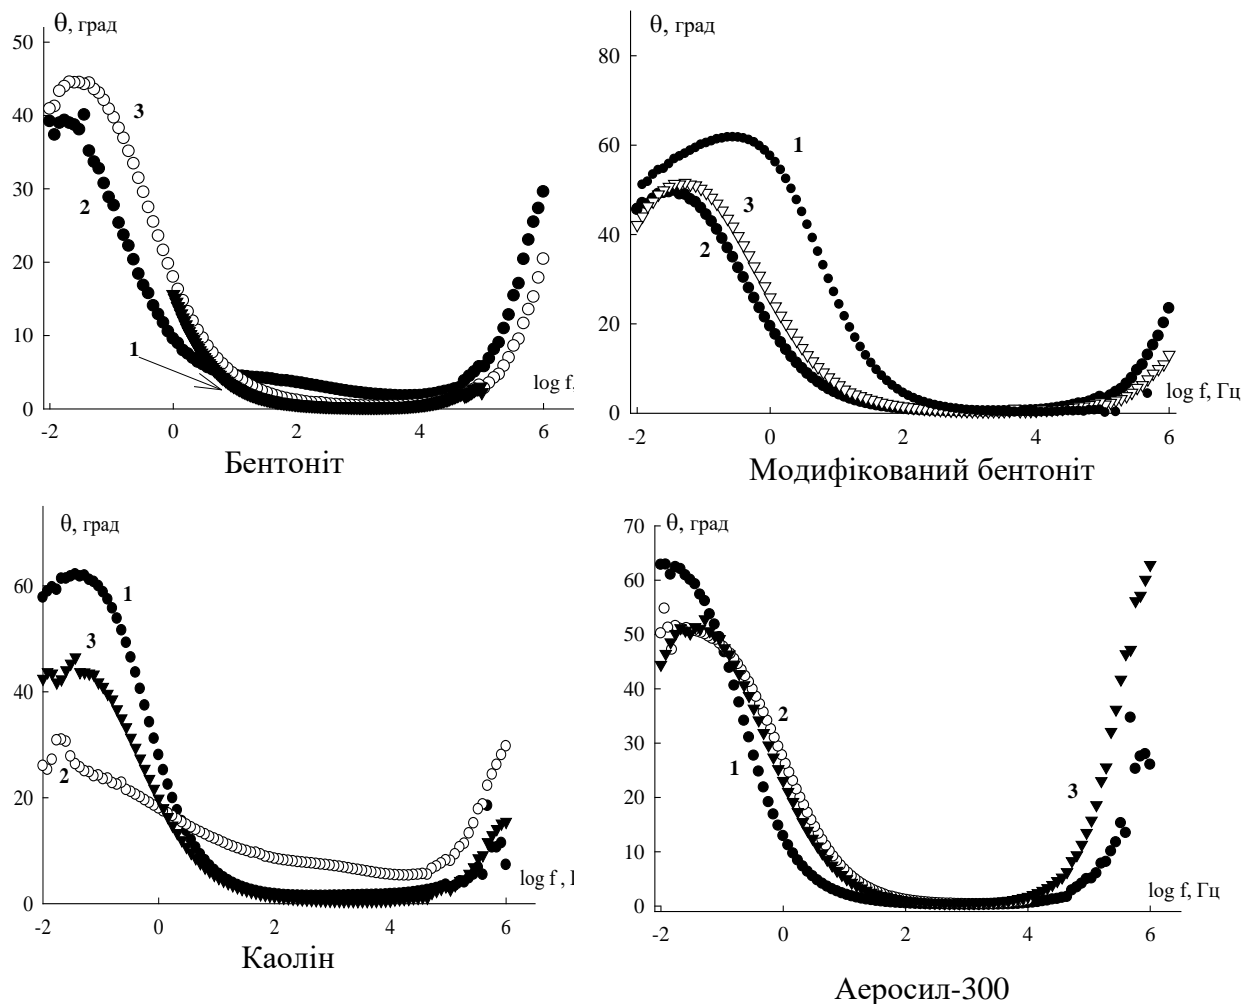 θ, град
50
40
30
20
10
0
3
2
1
log f.
-2 0 2 4 6
Бентоніт
θ, град
80
60
40
20
0
1
3
2
log f, Гц
-2 0 2 4 6
Модифікований бентоніт
θ, град
60
40
20
0
1
3
2
log f , Г
-2 0 2 4 6
Каолін
θ, град
70
60
50
40
30
20
10
0
2
1
3
log f, Гц
-2 0 2 4 6
Аеросил-300